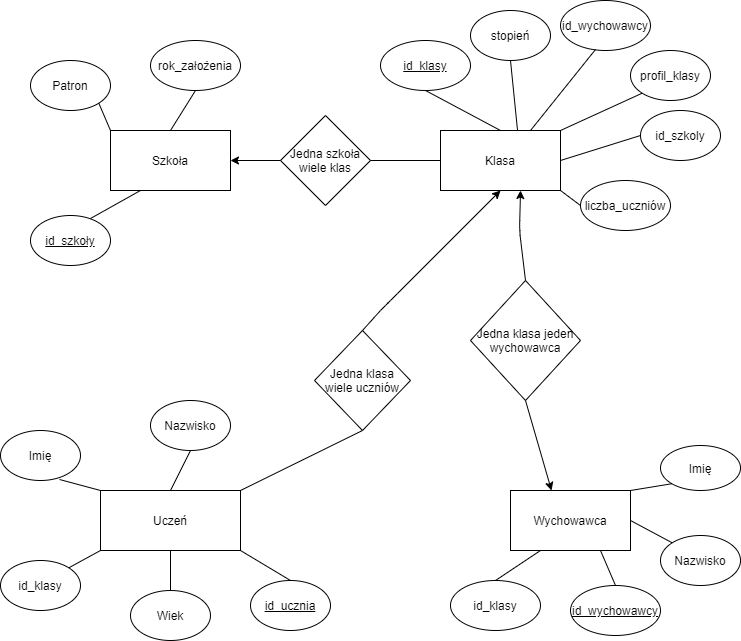 id_wychowawcy
stopień
rok_założenia
id_klasy
profil_klasy
Patron
id_szkoly
Jedna szkoła
wiele klas
Szkoła
Klasa
liczba_uczniów
id_szkoły
Jedna klasa jeden
wychowawca
Jedna klasa
wiele uczniów
Nazwisko
Imię
Imię
Uczeń
Wychowawca
Nazwisko
id_klasy
Wiek
id_ucznia
id_klasy
id_wychowawcy